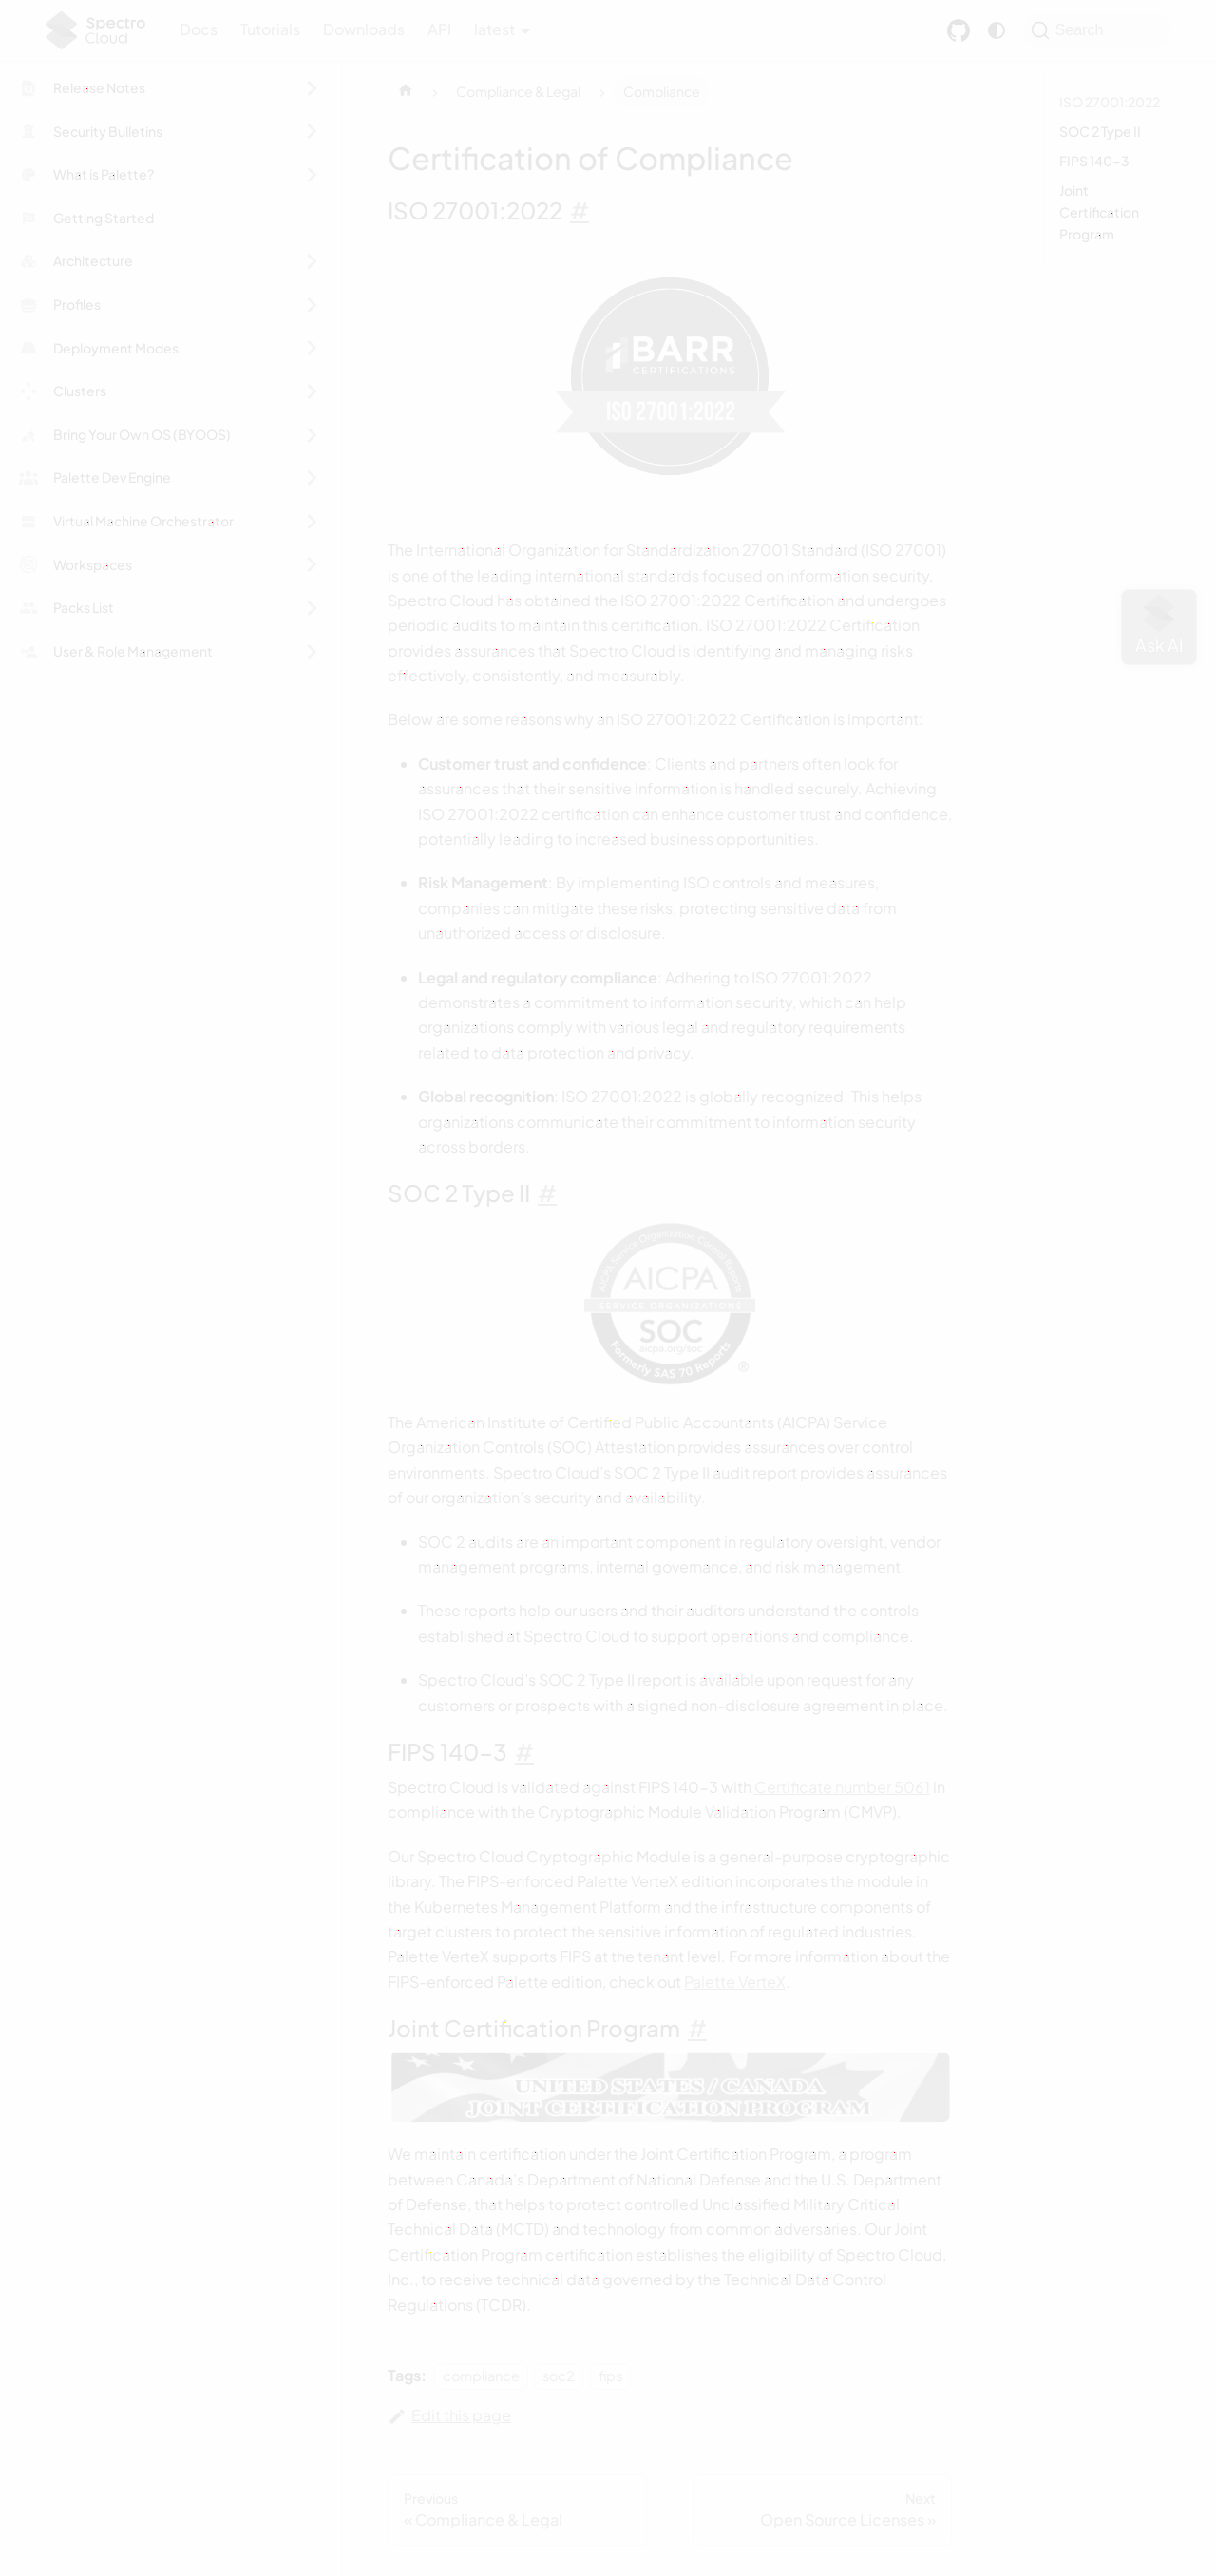 Spectro
Cloud
Docs
Tutorials
Downloads
API
latest
Search
Release Notes
Security Bulletins
What is Palette?
Getting Started
Architecture
Profiles
Deployment Modes
Clusters
Bring Your Own OS (BYOOS)
Palette Dev Engine
Virtual Machine Orchestrator
Workspaces
Packs List
User & Role Management
Compliance & Legal
Compliance
Certification of Compliance
ISO 27001:2022 #
BARR
CERTIFICATIONS
ISO 27001:2022
The International Organization for Standardization 27001 Standard (ISO 27001)
is one of the leading international standards focused on information security.
Spectro Cloud has obtained the ISO 27001:2022 Certification and undergoes
periodic audits to maintain this certification. ISO 27001:2022 Certification
provides assurances that Spectro Cloud is identifying and managing risks
effectively, consistently, and measurably.
Below are some reasons why an ISO 27001:2022 Certification is important:
Customer trust and confidence: Clients and partners often look for
assurances that their sensitive information is handled securely. Achieving
ISO 27001:2022 certification can enhance customer trust and confidence,
potentially leading to increased business opportunities.
Risk Management: By implementing ISO controls and measures,
companies can mitigate these risks, protecting sensitive data from
unauthorized access or disclosure.
Legal and regulatory compliance: Adhering to ISO 27001:2022
demonstrates a commitment to information security, which can help
organizations comply with various legal and regulatory requirements
related to data protection and privacy.
Global recognition: ISO 27001:2022 is globally recognized. This helps
organizations communicate their commitment to information security
across borders.
SOC 2 Type II #
AICPA Service Organization Control Reports
AICPA
SERVICE ORGANIZATIONS
SOC
aicpa.org/soc
Formerly SAS 70 Reports
®
The American Institute of Certified Public Accountants (AICPA) Service
Organization Controls (SOC) Attestation provides assurances over control
environments. Spectro Cloud's SOC 2 Type II audit report provides assurances
of our organization's security and availability.
SOC 2 audits are an important component in regulatory oversight, vendor
management programs, internal governance, and risk management.
These reports help our users and their auditors understand the controls
established at Spectro Cloud to support operations and compliance.
Spectro Cloud's SOC 2 Type II report is available upon request for any
customers or prospects with a signed non-disclosure agreement in place.
FIPS 140-3 #
Spectro Cloud is validated against FIPS 140-3 with Certificate number 5061 in
compliance with the Cryptographic Module Validation Program (CMVP).
Our Spectro Cloud Cryptographic Module is a general-purpose cryptographic
library. The FIPS-enforced Palette VerteX edition incorporates the module in
the Kubernetes Management Platform and the infrastructure components of
target clusters to protect the sensitive information of regulated industries.
Palette VerteX supports FIPS at the tenant level. For more information about the
FIPS-enforced Palette edition, check out Palette VerteX.
Joint Certification Program #
UNITED STATES / CANADA
JOINT CERTIFICATION PROGRAM
We maintain certification under the Joint Certification Program, a program
between Canada's Department of National Defense and the U.S. Department
of Defense, that helps to protect controlled Unclassified Military Critical
Technical Data (MCTD) and technology from common adversaries. Our Joint
Certification Program certification establishes the eligibility of Spectro Cloud,
Inc., to receive technical data governed by the Technical Data Control
Regulations (TCDR).
Tags: compliance soc2 fips
Edit this page
Previous
« Compliance & Legal
Next
Open Source Licenses »
ISO 27001:2022
SOC 2 Type II
FIPS 140-3
Joint
Certification
Program
Ask AI